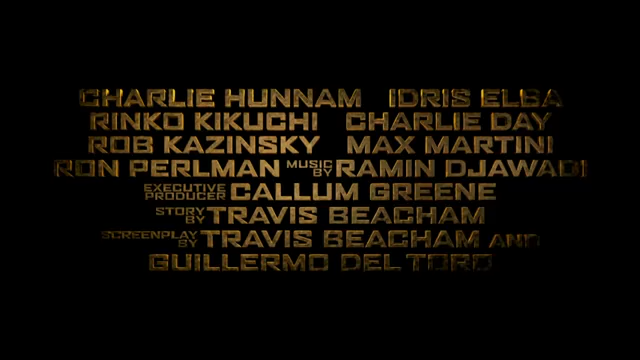 CHARLIE HUNNAM IDRIS ELBA
RINKO KIKUCHI CHARLIE DAY
ROB KAZINSKY MAX MARTINI
RON PERLMAN MUSIC BY RAMIN DJAWADI
EXECUTIVE PRODUCER CALLUM GREENE
STORY BY TRAVIS BEACHAM
SCREENPLAY BY TRAVIS BEACHAM AND
GUILLERMO DEL TORO